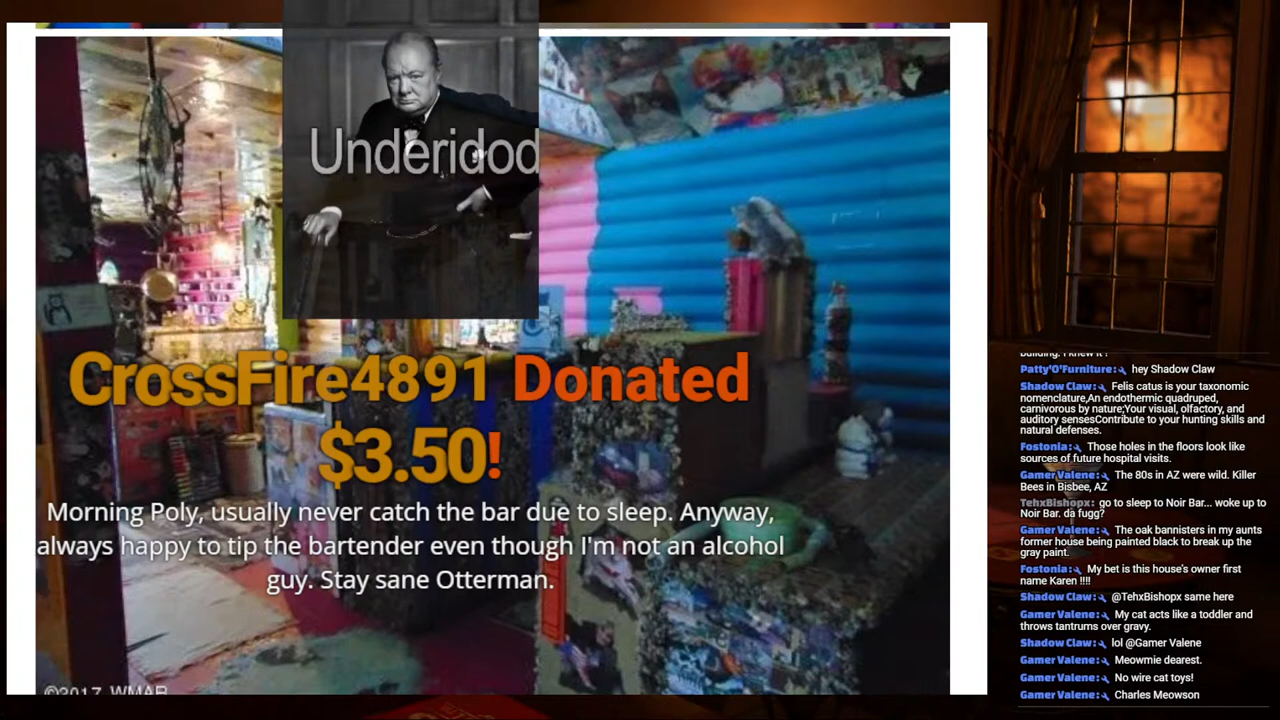 Underidod
CrossFire4891 Donated
$3.50!
Morning Poly, usually never catch the bar due to sleep. Anyway,
always happy to tip the bartender even though I'm not an alcohol
guy. Stay sane Otterman.
©2017 WMAR
building. I knew it !
Patty'O'Furniture: hey Shadow Claw
Shadow Claw: Felis catus is your taxonomic
nomenclature,An endothermic quadruped,
carnivorous by nature;Your visual, olfactory, and
auditory sensesContribute to your hunting skills and
natural defenses.
Fostonia: Those holes in the floors look like
sources of future hospital visits.
Gamer Valene: The 80s in AZ were wild. Killer
Bees in Bisbee, AZ
TehxBishopx: go to sleep to Noir Bar... woke up to
Noir Bar. da fugg?
Gamer Valene: The oak bannisters in my aunts
former house being painted black to break up the
gray paint.
Fostonia: My bet is this house's owner first
name Karen !!!!
Shadow Claw: @TehxBishopx same here
Gamer Valene: My cat acts like a toddler and
throws tantrums over gravy.
Shadow Claw: lol @Gamer Valene
Gamer Valene: Meowmie dearest.
Gamer Valene: No wire cat toys!
Gamer Valene: Charles Meowson